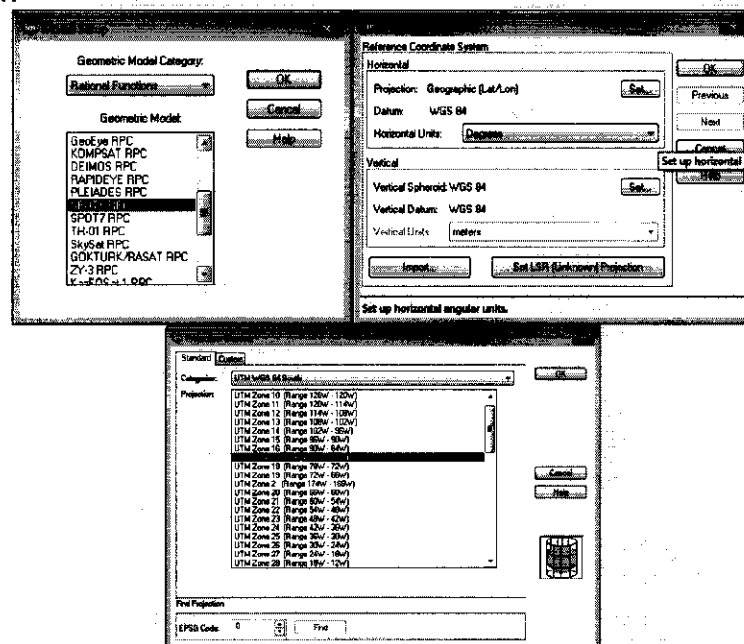 Geometric Model Category:
Rational Functions
OK
Geometric Model:
Cancel
Help
GeoEye RPC
KOMPSAT RPC
DEIMOS RPC
RAPIDEYE RPC
PLEIADES RPC
SPOT7 RPC
TH-01 RPC
SkySat RPC
GOKTURK/RASAT RPC
ZY-3 RPC
KazEOSat 1 RPC
Reference Coordinate System
Horizontal
Projection: Geographic (Lat/Lon)
Set...
Datum: WGS 84
Horizontal Units: Degrees
Vertical
Vertical Spheroid: WGS 84
Set...
Vertical Datum: WGS 84
Vertical Units: meters
Import...
Set LSR (Unknown) Projection
OK
Previous
Next
Cancel
Set up horizontal
Help
Set up horizontal angular units.
Standard
Custom
Categories: UTM WGS 84 South
OK
Projection:
UTM Zone 10 (Range 126W - 120W)
UTM Zone 11 (Range 120W - 114W)
UTM Zone 12 (Range 114W - 108W)
UTM Zone 13 (Range 108W - 102W)
UTM Zone 14 (Range 102W - 96W)
UTM Zone 15 (Range 96W - 90W)
UTM Zone 16 (Range 90W - 84W)
UTM Zone 18 (Range 78W - 72W)
UTM Zone 19 (Range 72W - 66W)
UTM Zone 2 (Range 174W - 168W)
UTM Zone 20 (Range 66W - 60W)
UTM Zone 21 (Range 60W - 54W)
UTM Zone 22 (Range 54W - 48W)
UTM Zone 23 (Range 48W - 42W)
UTM Zone 24 (Range 42W - 36W)
UTM Zone 25 (Range 36W - 30W)
UTM Zone 26 (Range 30W - 24W)
UTM Zone 27 (Range 24W - 18W)
UTM Zone 28 (Range 18W - 12W)
Cancel
Help
Find Projection
EPSG Code: 0
Find